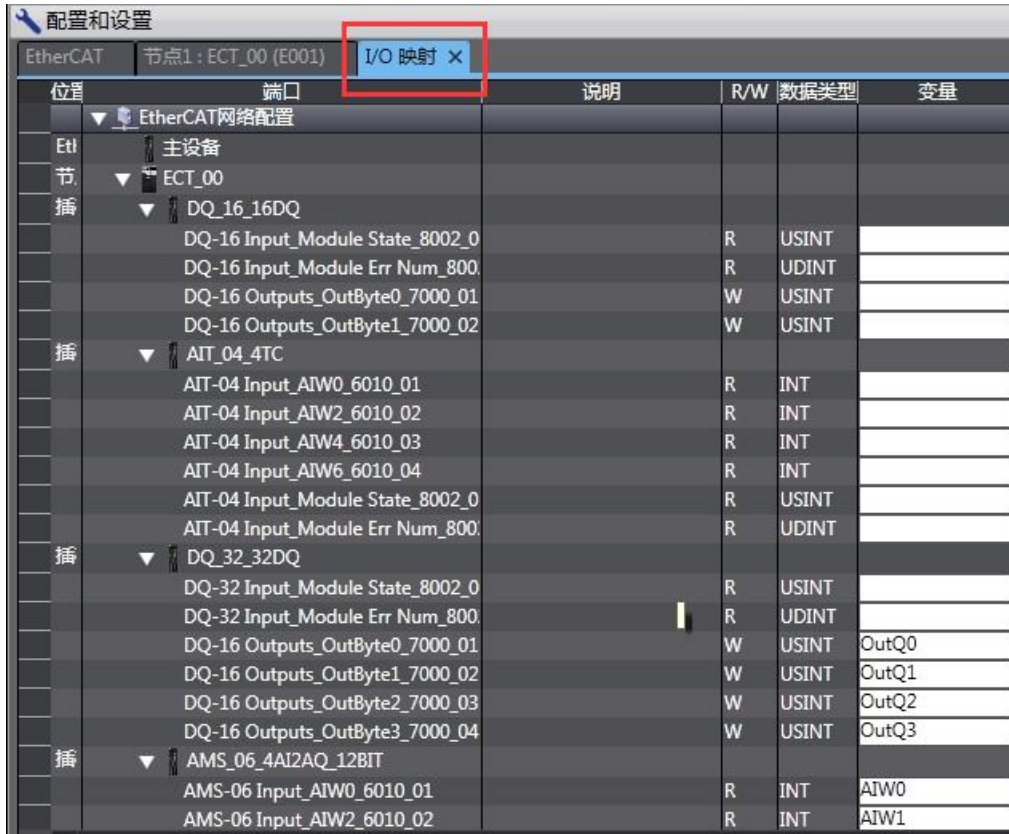 配置和设置
EtherCAT 节点1 : ECT_00 (E001) I/O 映射 ×
位置 端口 说明 R/W 数据类型 变量
EtherCAT网络配置
Etl 主设备
节 ECT_00
插 DQ_16_16DQ
DQ-16 Input_Module State_8002_0 R USINT
DQ-16 Input_Module Err Num_800 R UDINT
DQ-16 Outputs_OutByte0_7000_01 W USINT
DQ-16 Outputs_OutByte1_7000_02 W USINT
插 AIT_04_4TC
AIT-04 Input_AIW0_6010_01 R INT
AIT-04 Input_AIW2_6010_02 R INT
AIT-04 Input_AIW4_6010_03 R INT
AIT-04 Input_AIW6_6010_04 R INT
AIT-04 Input_Module State_8002_0 R USINT
AIT-04 Input_Module Err Num_800 R UDINT
插 DQ_32_32DQ
DQ-32 Input_Module State_8002_0 R USINT
DQ-32 Input_Module Err Num_800 R UDINT
DQ-16 Outputs_OutByte0_7000_01 W USINT OutQ0
DQ-16 Outputs_OutByte1_7000_02 W USINT OutQ1
DQ-16 Outputs_OutByte2_7000_03 W USINT OutQ2
DQ-16 Outputs_OutByte3_7000_04 W USINT OutQ3
插 AMS_06_4AI2AQ_12BIT
AMS-06 Input_AIW0_6010_01 R INT AIW0
AMS-06 Input_AIW2_6010_02 R INT AIW1